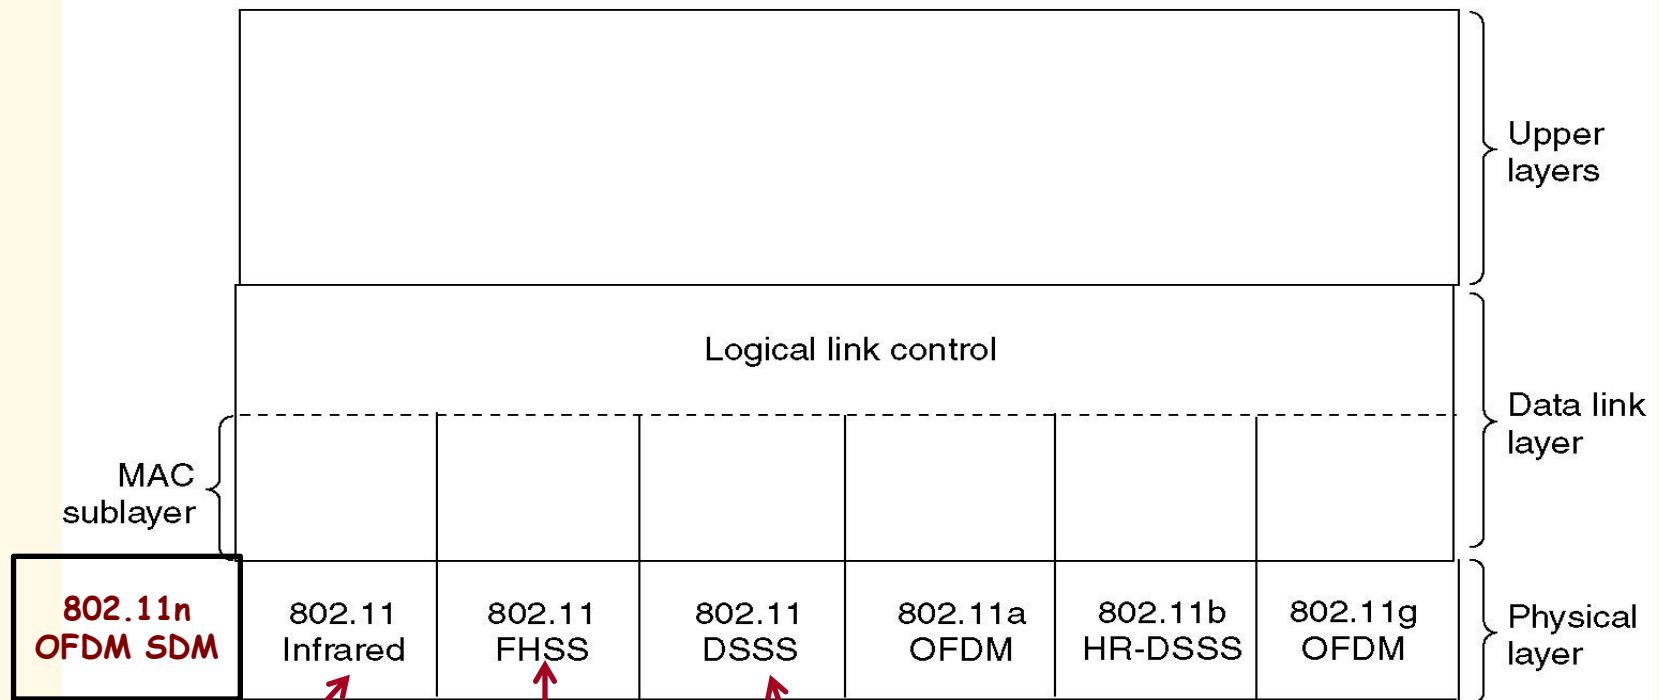 Upper
layers
Logical link control
Data link
layer
MAC
sublayer
802.11n
OFDM SDM
802.11
Infrared
802.11
FHSS
802.11
DSSS
802.11a
OFDM
802.11b
HR-DSSS
802.11g
OFDM
Physical
layer